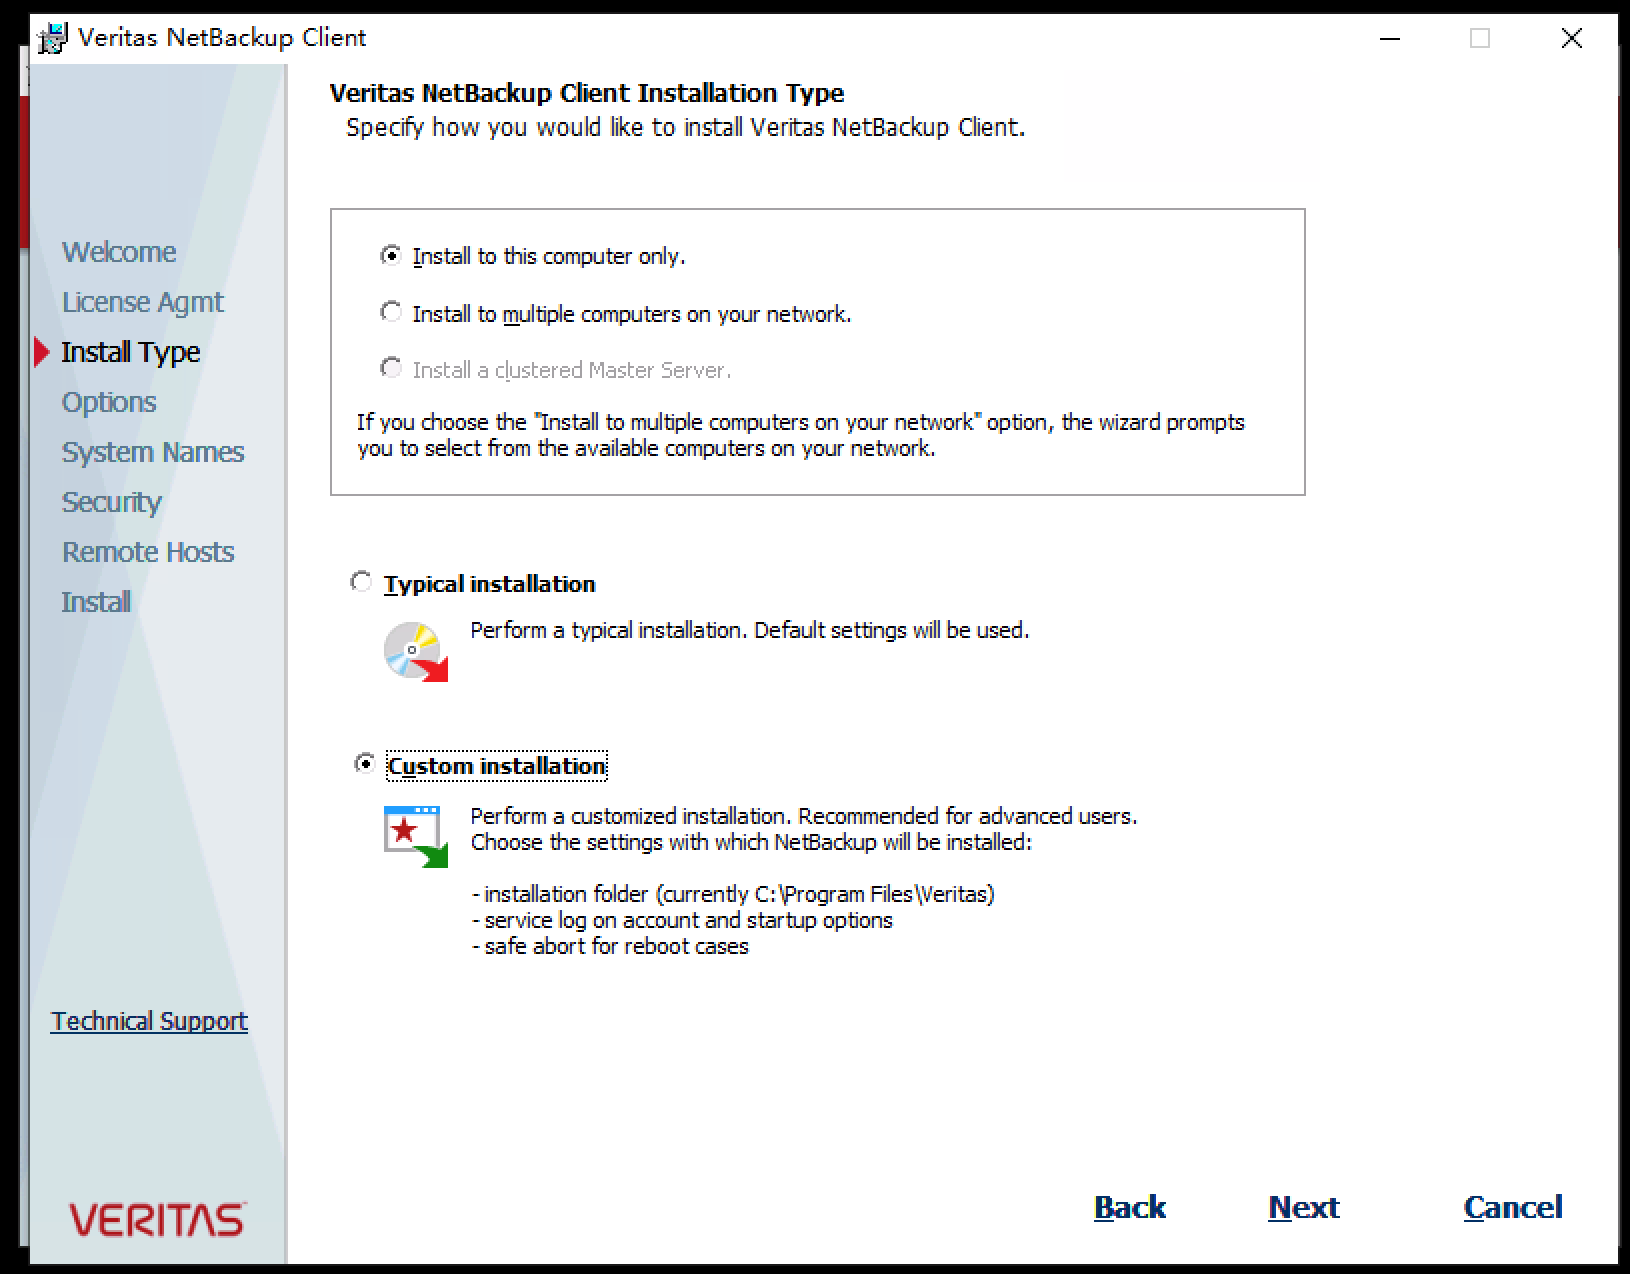 Veritas NetBackup Client
Veritas NetBackup Client Installation Type
Specify how you would like to install Veritas NetBackup Client.
Welcome
License Agmt
Install Type
Options
System Names
Security
Remote Hosts
Install
Technical Support
VERITAS
Install to this computer only.
Install to multiple computers on your network.
Install a clustered Master Server.
If you choose the "Install to multiple computers on your network" option, the wizard prompts
you to select from the available computers on your network.
Typical installation
Perform a typical installation. Default settings will be used.
Custom installation
Perform a customized installation. Recommended for advanced users.
Choose the settings with which NetBackup will be installed:
- installation folder (currently C:\Program Files\Veritas)
- service log on account and startup options
- safe abort for reboot cases
Back
Next
Cancel